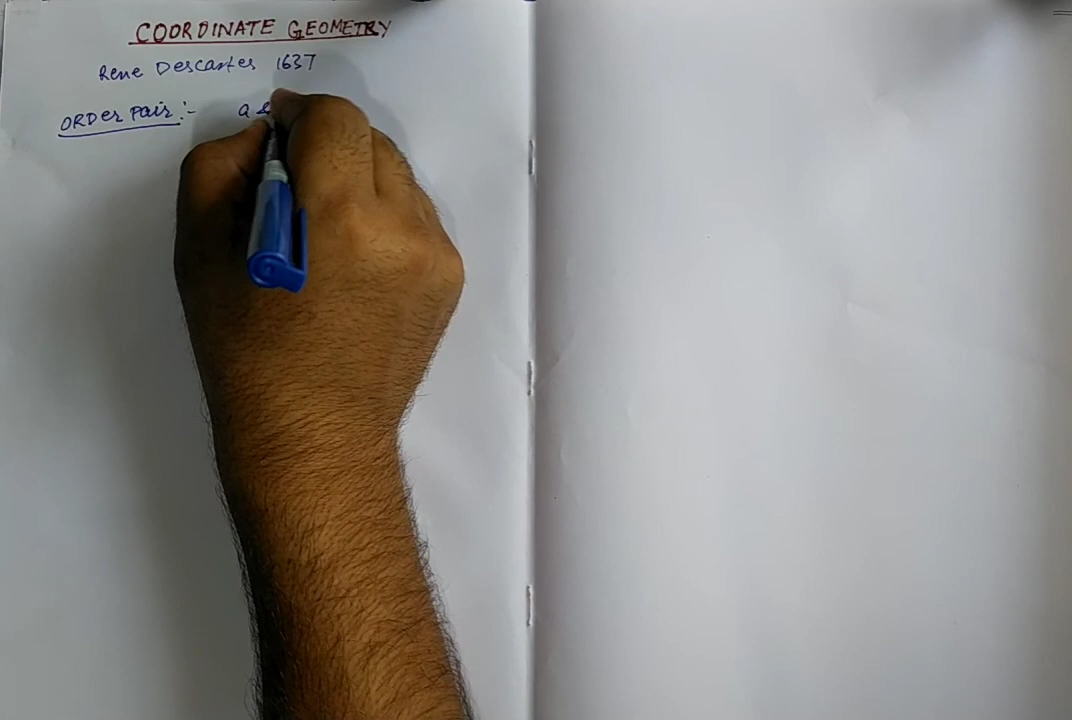 COORDINATE GEOMETRY
Rene Descartes 1637
ORDer Pair :- a &